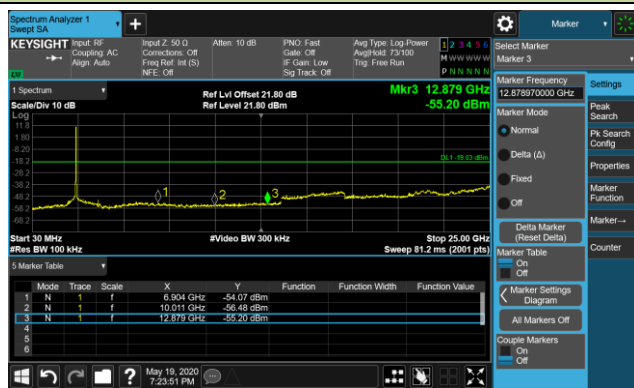 Spectrum Analyzer 1
Swept SA
+
Marker
KEYSIGHT
Input: RF
Coupling: AC
Align: Auto
Input Z: 50 Ω
Corrections: Off
Freq Ref: Int (S)
NFE: Off
Atten: 10 dB
PNO: Fast
Gate: Off
IF Gain: Low
Sig Track: Off
Avg Type: Log-Power
Avg|Hold: 73/100
Trig: Free Run
1 2 3 4 5 6
M W W W W W
P N N N N N
Select Marker
Marker 3
1 Spectrum
Scale/Div 10 dB
Log
Ref Lvl Offset 21.80 dB
Ref Level 21.80 dBm
Mkr3 12.879 GHz
-55.20 dBm
11.8
1.80
-8.20
-18.2
-28.2
-38.2
-48.2
-58.2
-68.2
DL1 -19.03 dBm
1
2
3
Start 30 MHz
#Res BW 100 kHz
#Video BW 300 kHz
Stop 25.00 GHz
Sweep 81.2 ms (2001 pts)
5 Marker Table
Mode Trace Scale X Y Function Function Width Function Value
1 N 1 f 6.904 GHz -54.07 dBm
2 N 1 f 10.011 GHz -56.48 dBm
3 N 1 f 12.879 GHz -55.20 dBm
4
5
6
Marker Frequency
12.878970000 GHz
Marker Mode
Normal
Delta (Δ)
Fixed
Off
Delta Marker
(Reset Delta)
Marker Table
On
Off
Marker Settings
Diagram
All Markers Off
Couple Markers
On
Off
Settings
Peak
Search
Pk Search
Config
Properties
Marker
Function
Marker→
Counter
?
May 19, 2020
7:23:51 PM